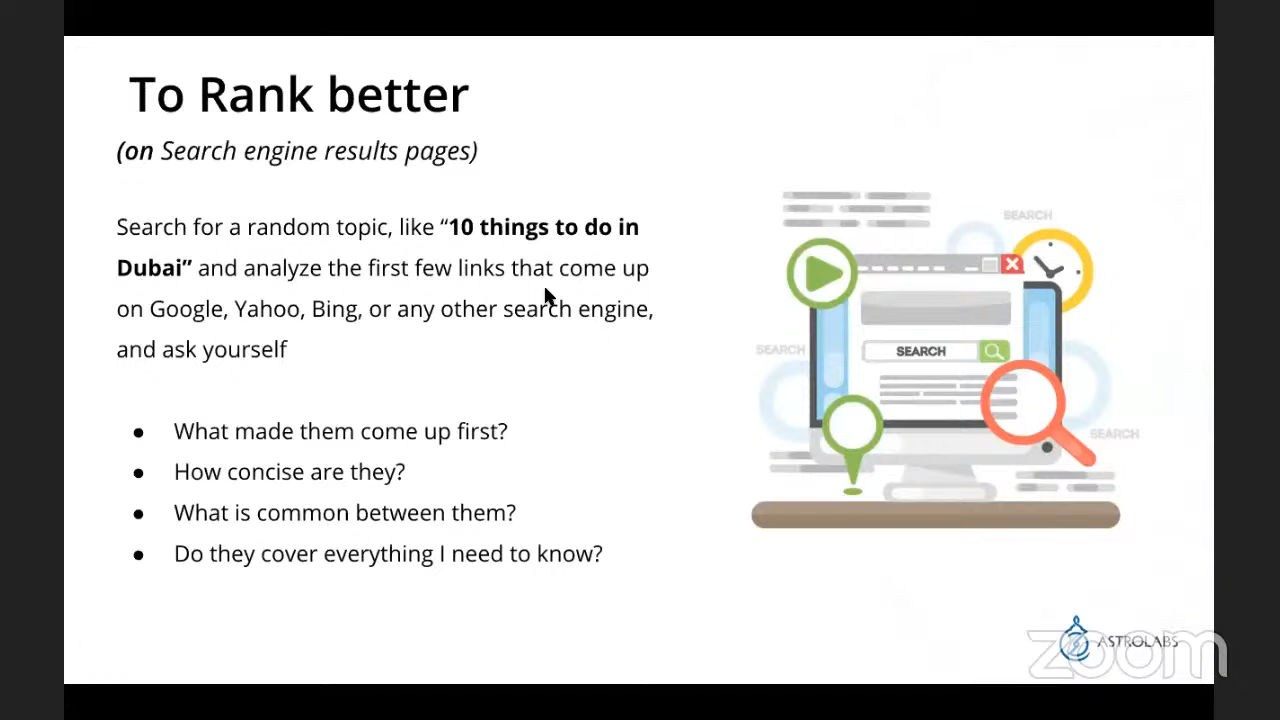 To Rank better
(on Search engine results pages)
Search for a random topic, like “10 things to do in
Dubai” and analyze the first few links that come up
on Google, Yahoo, Bing, or any other search engine,
and ask yourself
● What made them come up first?
● How concise are they?
● What is common between them?
● Do they cover everything I need to know?
SEARCH
SEARCH
SEARCH
SEARCH
ASTROLABS
zoom